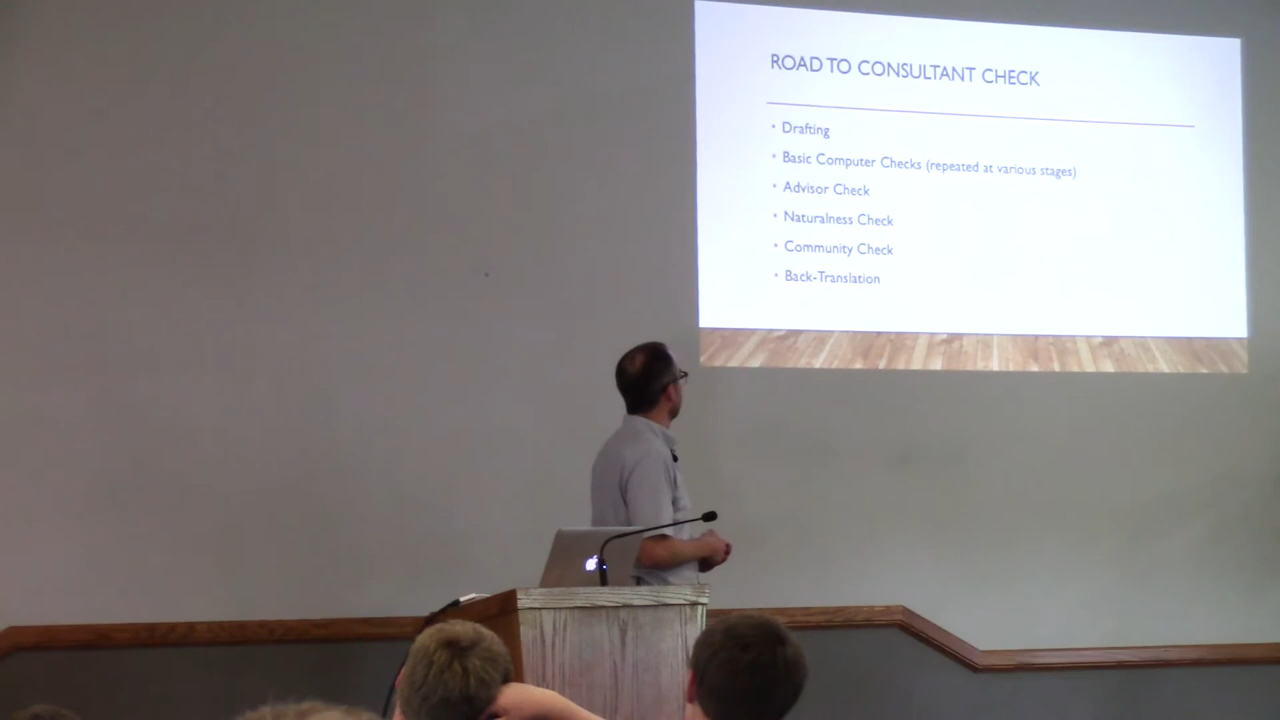 ROAD TO CONSULTANT CHECK
• Drafting
• Basic Computer Checks (repeated at various stages)
• Advisor Check
• Naturalness Check
• Community Check
• Back-Translation